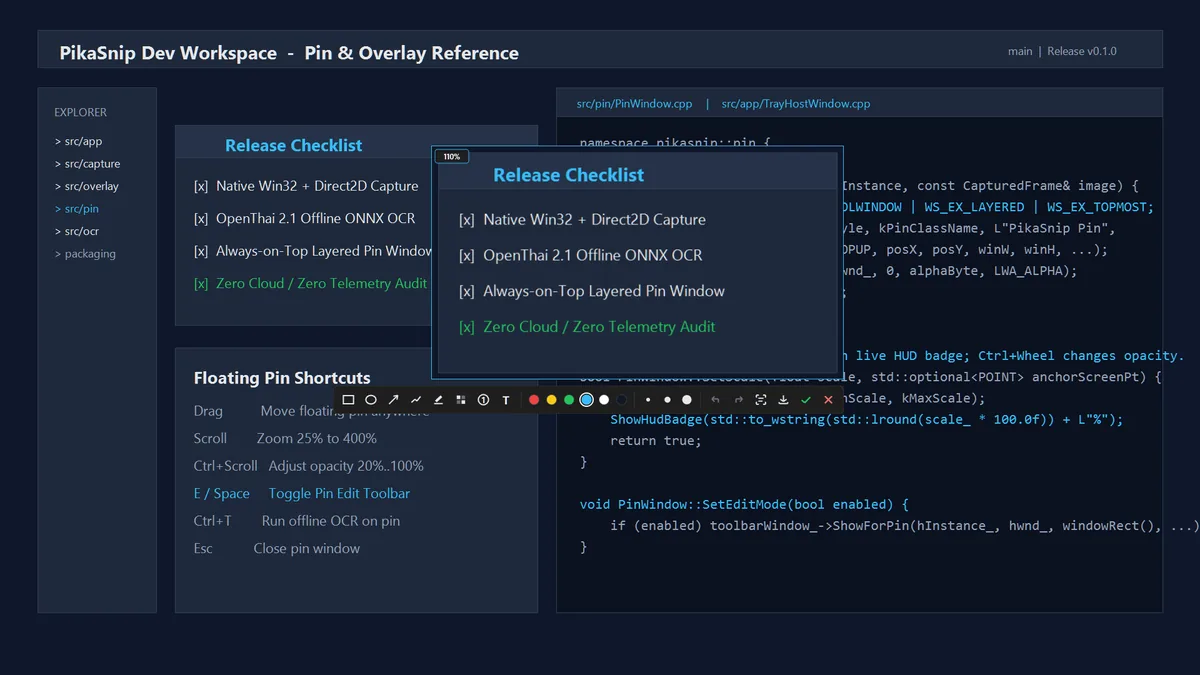 PikaSnip Dev Workspace - Pin & Overlay Reference
main | Release v0.1.0
EXPLORER
> src/app
> src/capture
> src/overlay
> src/pin
> src/ocr
> packaging
Release Checklist
[x] Native Win32 + Direct2D Capture
[x] OpenThai 2.1 Offline ONNX OCR
[x] Always-on-Top Layered Pin Window
[x] Zero Cloud / Zero Telemetry Audit
110%
Release Checklist
[x] Native Win32 + Direct2D Capture
[x] OpenThai 2.1 Offline ONNX OCR
[x] Always-on-Top Layered Pin Window
[x] Zero Cloud / Zero Telemetry Audit
T
Floating Pin Shortcuts
Drag Move floating pin anywhere
Scroll Zoom 25% to 400%
Ctrl+Scroll Adjust opacity 20%..100%
E / Space Toggle Pin Edit Toolbar
Ctrl+T Run offline OCR on pin
Esc Close pin window
src/pin/PinWindow.cpp | src/app/TrayHostWindow.cpp
namespace pikasnip::pin {
Instance, const CapturedFrame& image) {
OLWINDOW | WS_EX_LAYERED | WS_EX_TOPMOST;
yle, kPinClassName, L"PikaSnip Pin",
OPUP, posX, posY, winW, winH, ...);
wnd_, 0, alphaByte, LWA_ALPHA);
;
n live HUD badge; Ctrl+Wheel changes opacity.
bool PinWindow::SetScale(float scale, std::optional<POINT> anchorScreenPt) {
nScale, kMaxScale);
ShowHudBadge(std::to_wstring(std::lround(scale_ * 100.0f)) + L"%");
return true;
}
void PinWindow::SetEditMode(bool enabled) {
if (enabled) toolbarWindow_->ShowForPin(hInstance_, hwnd_, windowRect(), ...)
}